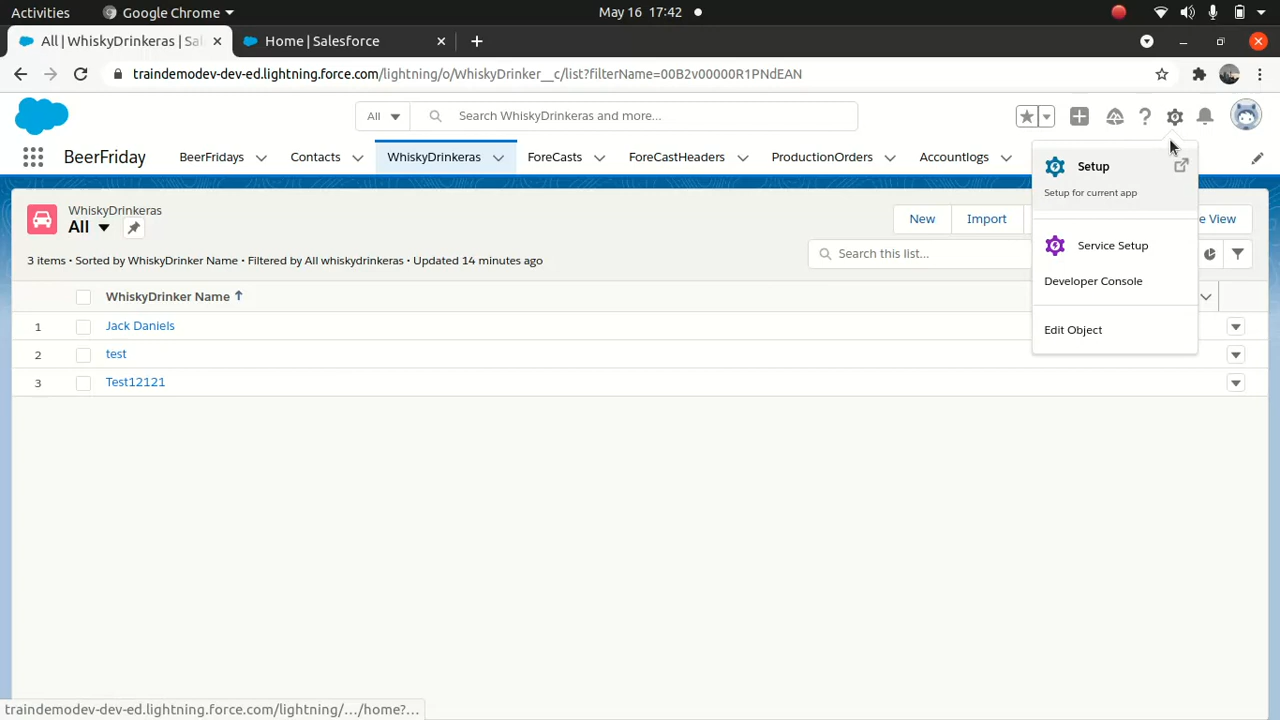 Activities Google Chrome May 16 17:42
All | WhiskyDrinkeras | Sal Home | Salesforce
traindemodev-dev-ed.lightning.force.com/lightning/o/WhiskyDrinker__c/list?filterName=00B2v00000R1PNdEAN
All Search WhiskyDrinkeras and more...
BeerFriday BeerFridays Contacts WhiskyDrinkeras ForeCasts ForeCastHeaders ProductionOrders Accountlogs
Setup
Setup for current app
WhiskyDrinkeras
All
New Import e View
Service Setup
3 items • Sorted by WhiskyDrinker Name • Filtered by All whiskydrinkeras • Updated 14 minutes ago
Search this list...
Developer Console
WhiskyDrinker Name
Edit Object
1 Jack Daniels
2 test
3 Test12121
traindemodev-dev-ed.lightning.force.com/lightning/.../home?...